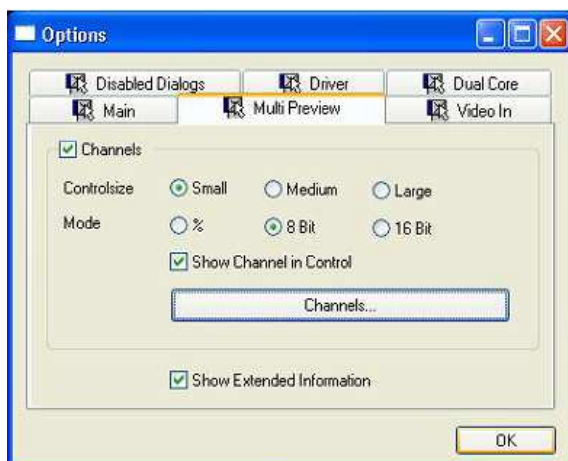 Options
Disabled Dialogs Driver Dual Core
Main Multi Preview Video In
Channels
Controlsize Small Medium Large
Mode % 8 Bit 16 Bit
Show Channel in Control
Channels...
Show Extended Information
OK